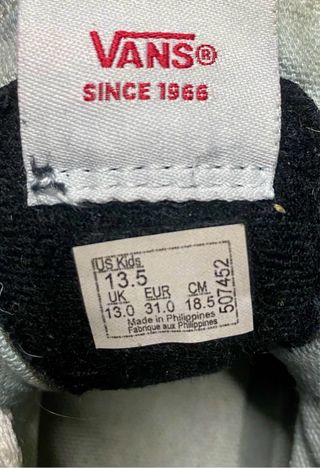 VANS®
SINCE 1966
US Kids
13.5
UK EUR CM
13.0 31.0 18.5
Made in Philippines
Fabrique aux Philippines
507452